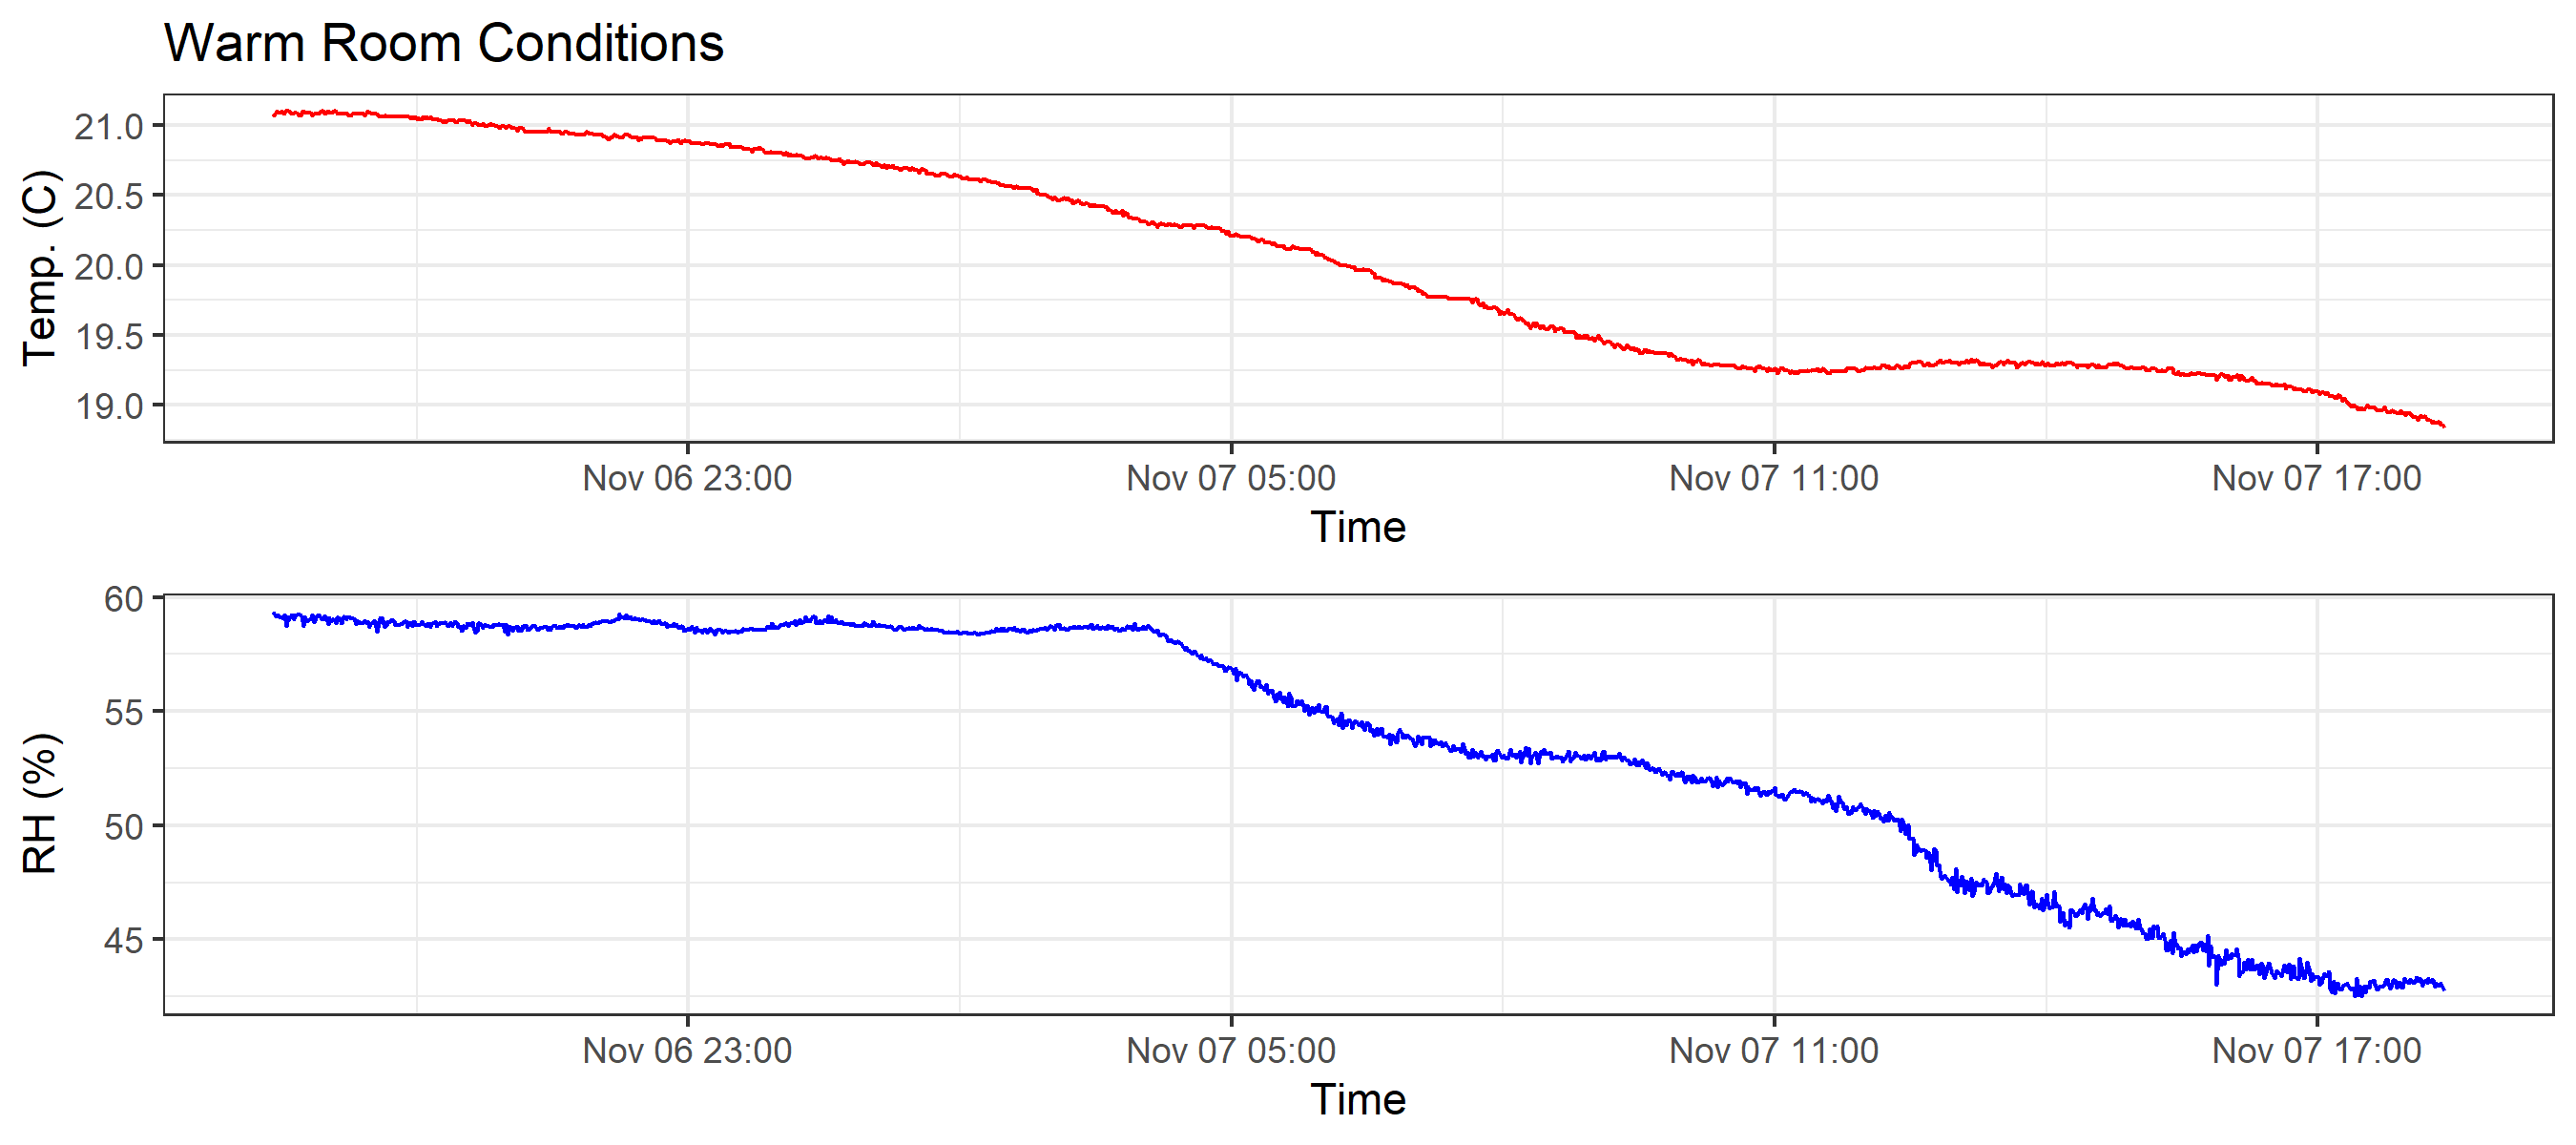 Warm Room Conditions
Temp. (C)
21.0
20.5
20.0
19.5
19.0
Nov 06 23:00 Nov 07 05:00 Nov 07 11:00 Nov 07 17:00
Time
RH (%)
60
55
50
45
Nov 06 23:00 Nov 07 05:00 Nov 07 11:00 Nov 07 17:00
Time